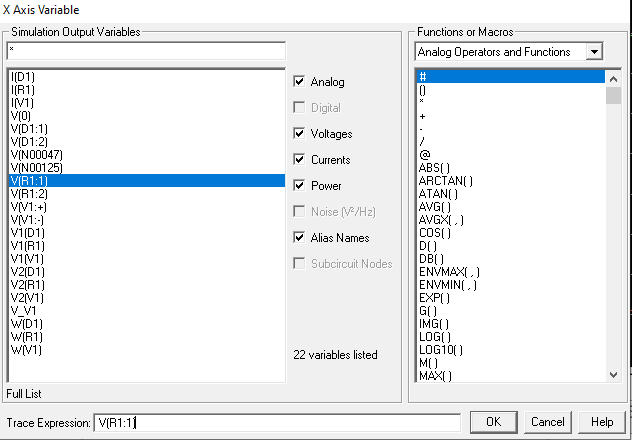 X Axis Variable
Simulation Output Variables
*
I(D1)
I(R1)
I(V1)
V(0)
V(D1:1)
V(D1:2)
V(N00047)
V(N00125)
V(R1:1)
V(R1:2)
V(V1:+)
V(V1:-)
V1(D1)
V1(R1)
V1(V1)
V2(D1)
V2(R1)
V2(V1)
V_V1
W(D1)
W(R1)
W(V1)
Full List
Analog
Digital
Voltages
Currents
Power
Noise (V²/Hz)
Alias Names
Subcircuit Nodes
22 variables listed
Functions or Macros
Analog Operators and Functions
#
()
*
+
-
/
@
ABS( )
ARCTAN( )
ATAN( )
AVG( )
AVGX( , )
COS( )
D( )
DB( )
ENVMAX( , )
ENVMIN( , )
EXP( )
G( )
IMG( )
LOG( )
LOG10( )
M( )
MAX( )
Trace Expression: V(R1:1)
OK Cancel Help